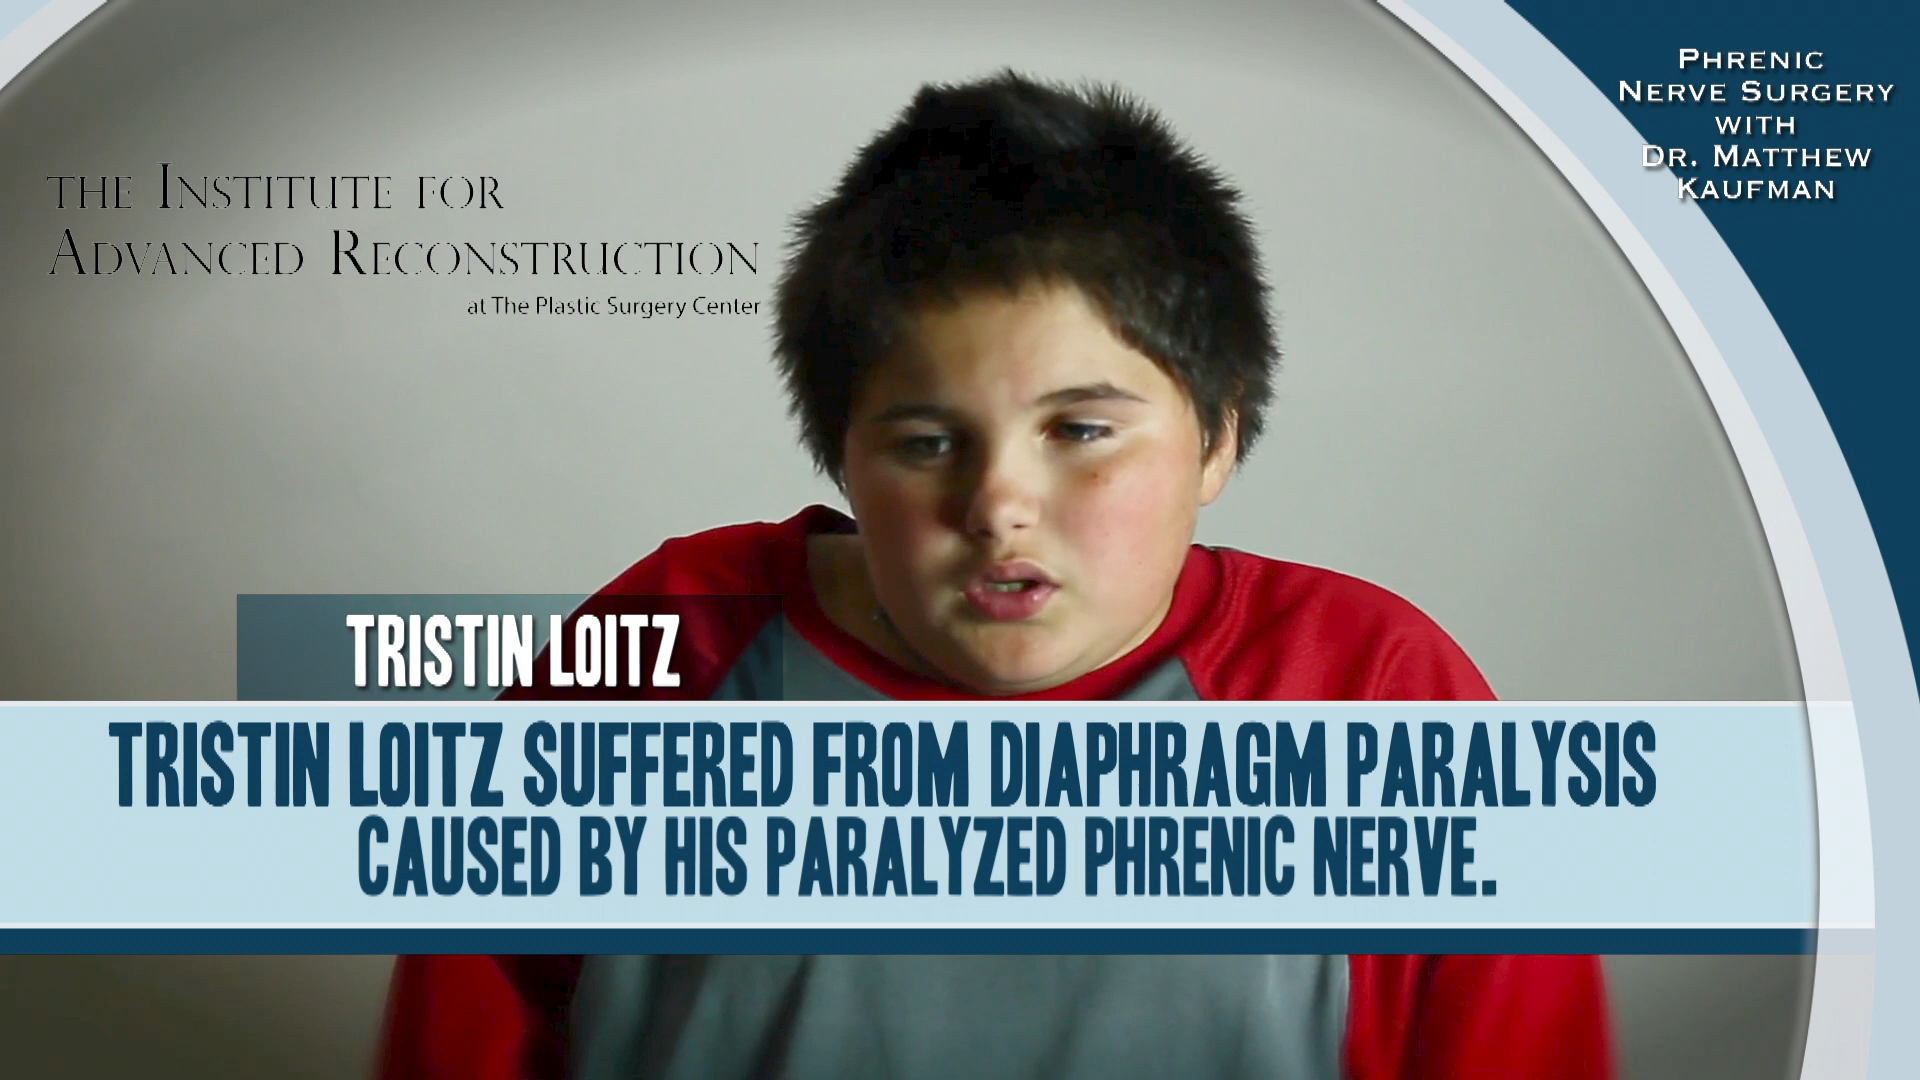 THE INSTITUTE FOR
ADVANCED RECONSTRUCTION
at The Plastic Surgery Center
PHRENIC
NERVE SURGERY
WITH
DR. MATTHEW
KAUFMAN
TRISTIN LOITZ
TRISTIN LOITZ SUFFERED FROM DIAPHRAGM PARALYSIS
CAUSED BY HIS PARALYZED PHRENIC NERVE.